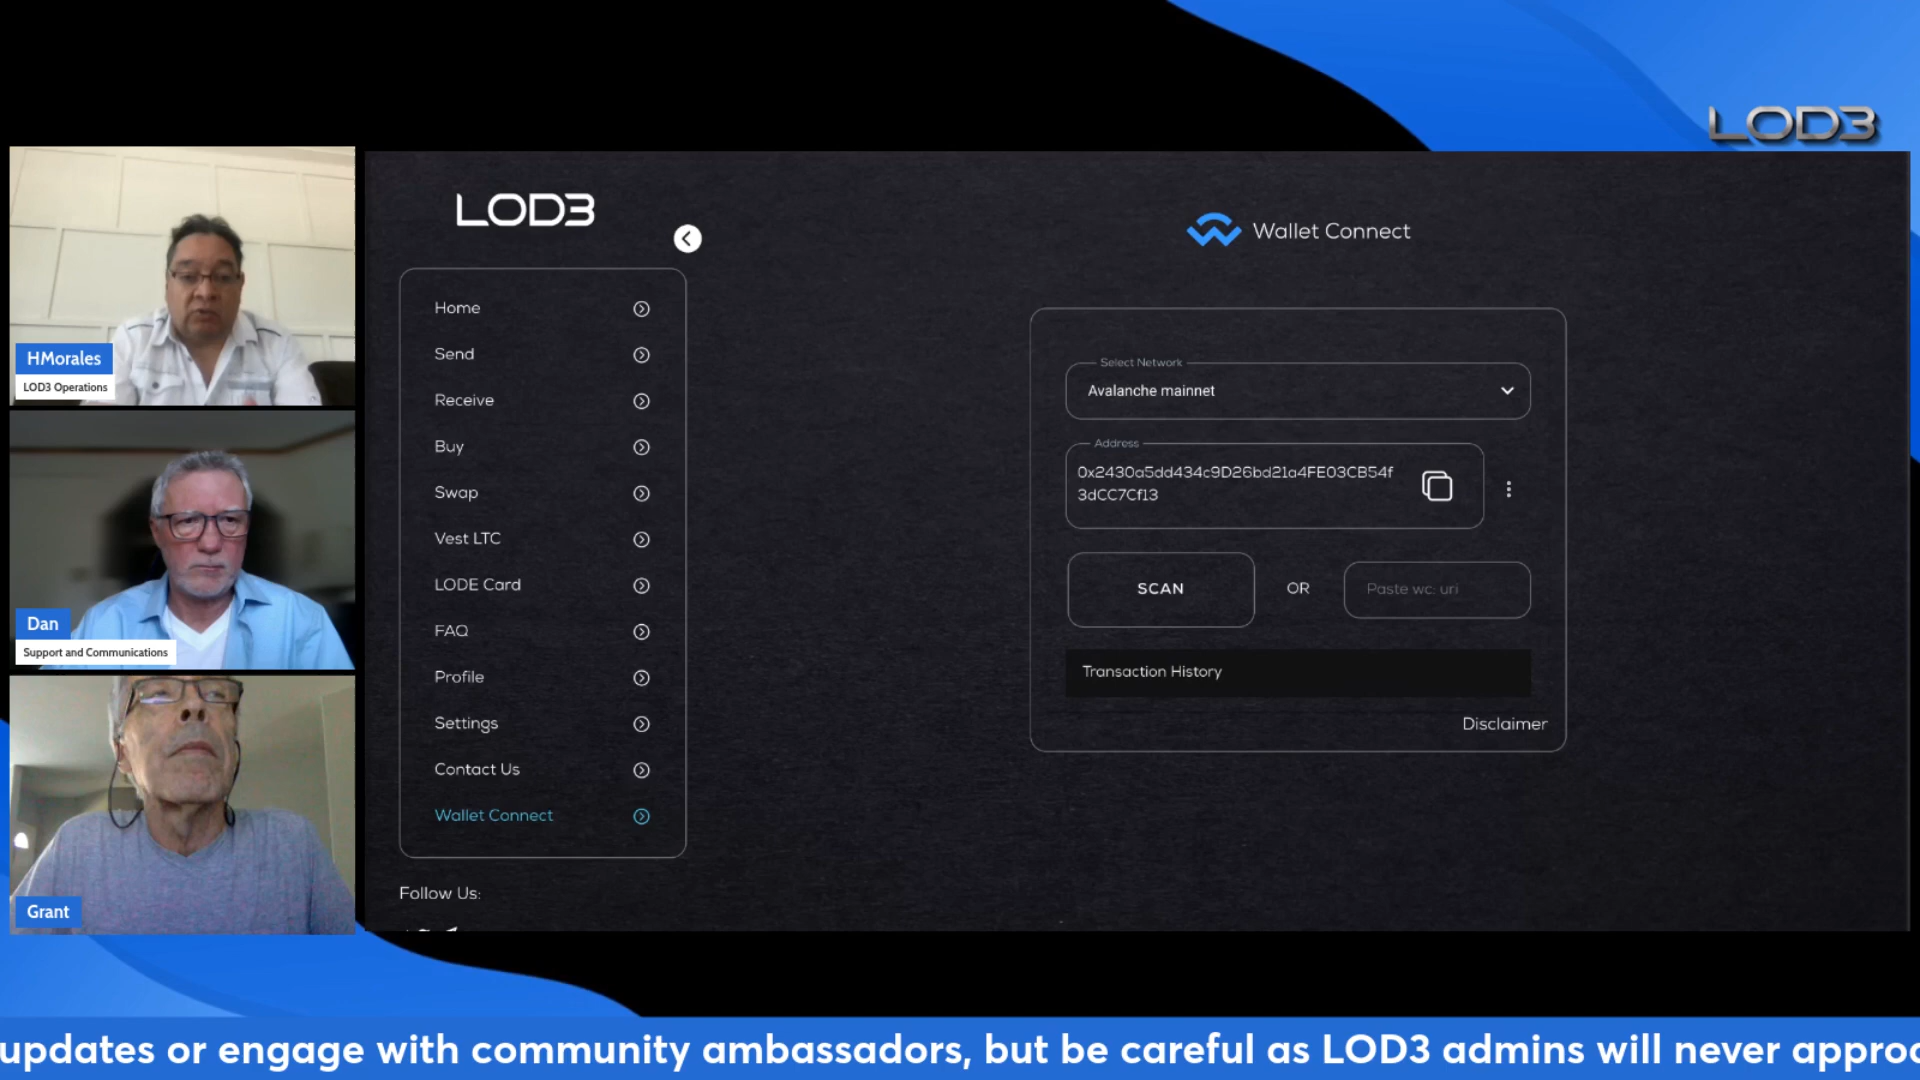 LOD3
HMorales
LOD3 Operations
Dan
Support and Communications
Grant
LOD3
Home
Send
Receive
Buy
Swap
Vest LTC
LODE Card
FAQ
Profile
Settings
Contact Us
Wallet Connect
Follow Us:
Wallet Connect
Select Network
Avalanche mainnet
Address
0x2430a5dd434c9D26bd21a4FE03CB54f
3dCC7Cf13
SCAN
OR
Paste wc: uri
Transaction History
Disclaimer
updates or engage with community ambassadors, but be careful as LOD3 admins will never approa